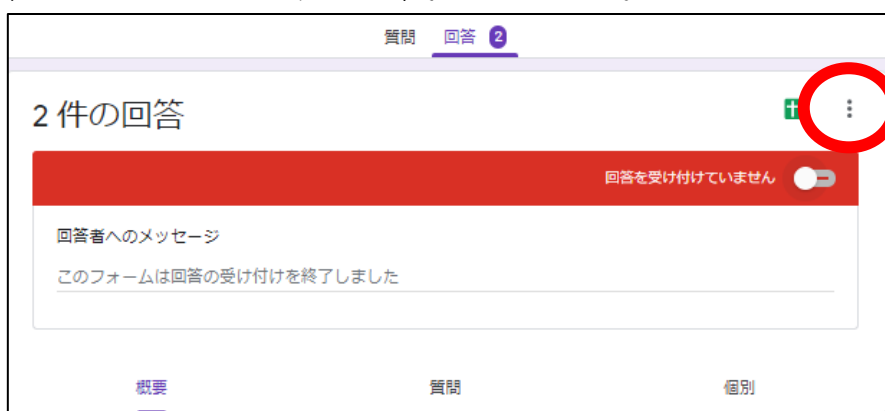 質問 回答 2
2 件の回答
回答を受け付けていません
回答者へのメッセージ
このフォームは回答の受け付けを終了しました
概要 質問 個別